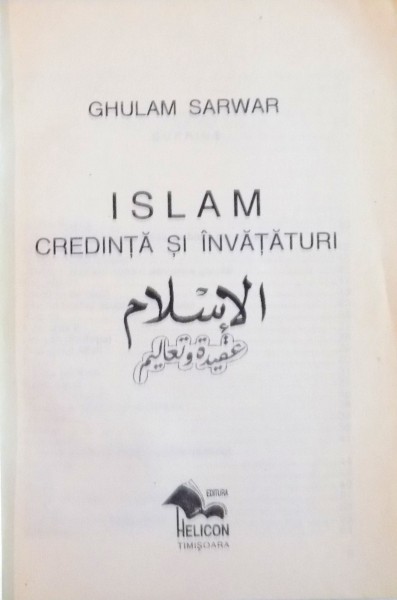 GHULAM SARWAR
ISLAM
CREDINȚĂ ȘI ÎNVĂȚĂTURI
الإسلام
عقيدة وتعاليم
EDITURA
HELICON
TIMIȘOARA